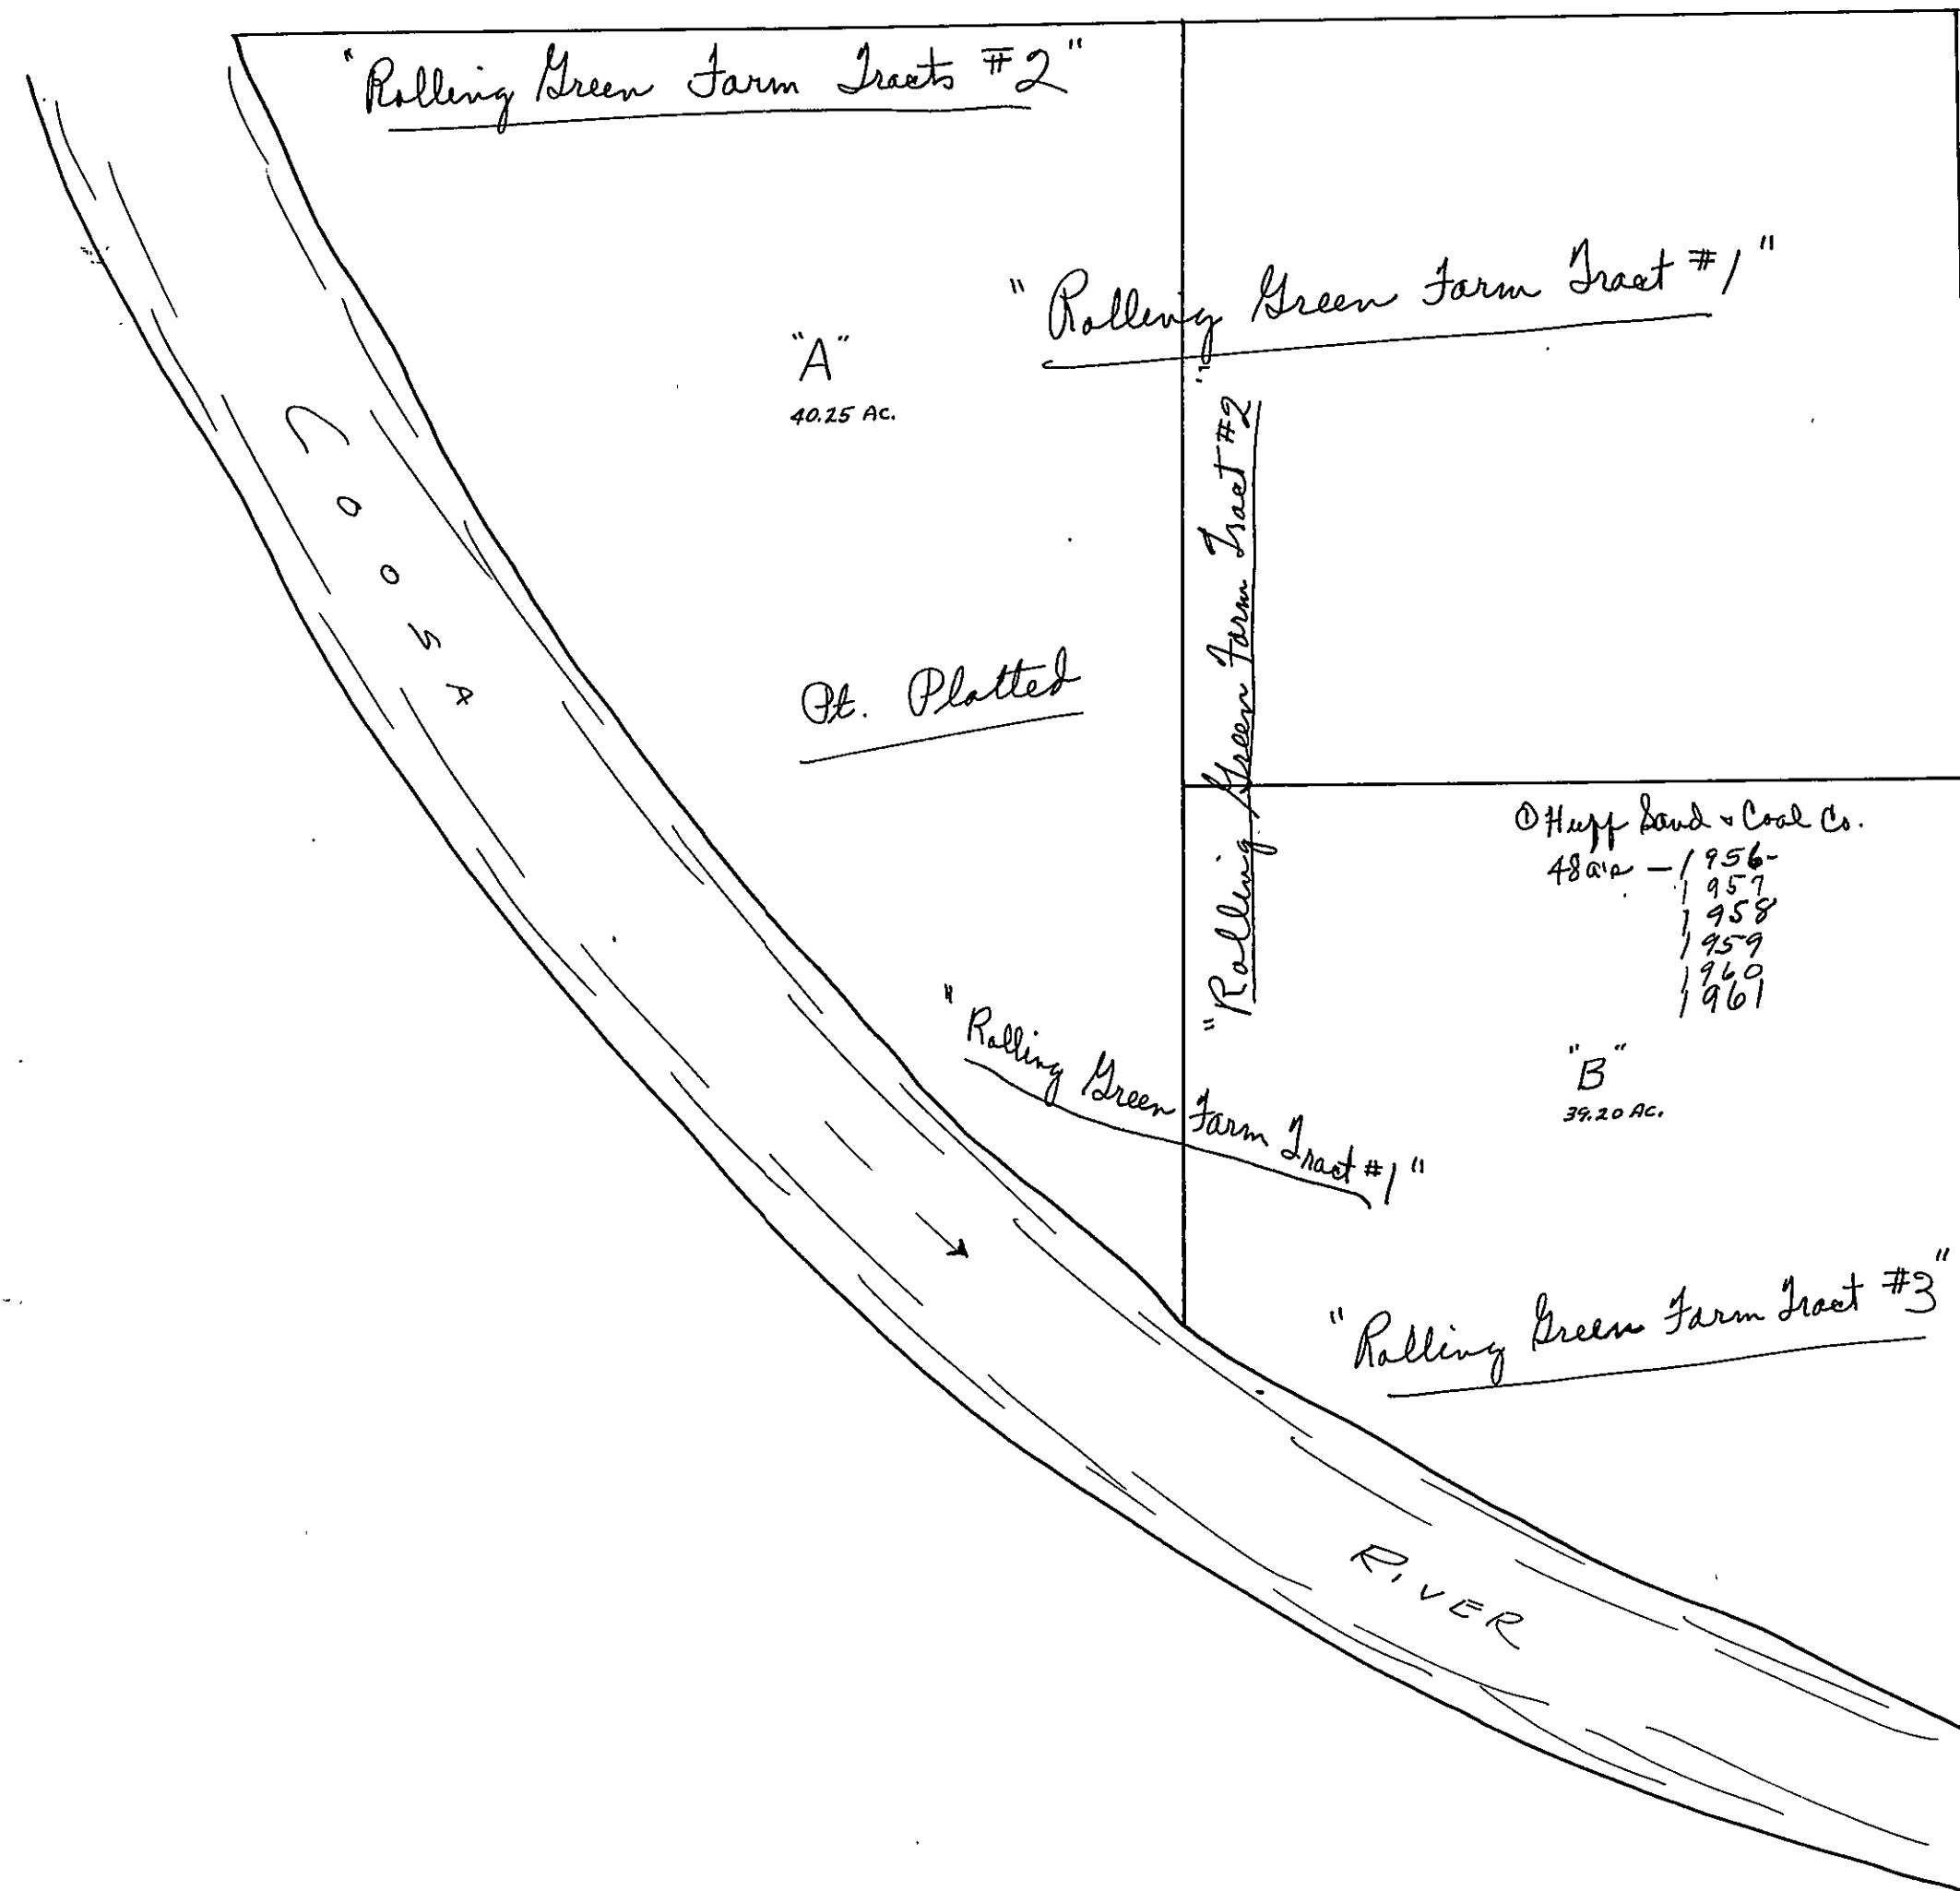 "Rolling Green Farm Tracts #2"
"Rolling Green Farm Tract #1"
"A"
40.25 AC.
"Rolling Green Farm Tract #2"
COOSA
Pt. Platted
① Hupp Sand & Coal Co.
48 a's — 1956-
1957
1958
1959
1960
1961
"Rolling Green Farm Tract #1"
"B"
39.20 AC.
"Rolling Green Farm Tract #3"
RIVER